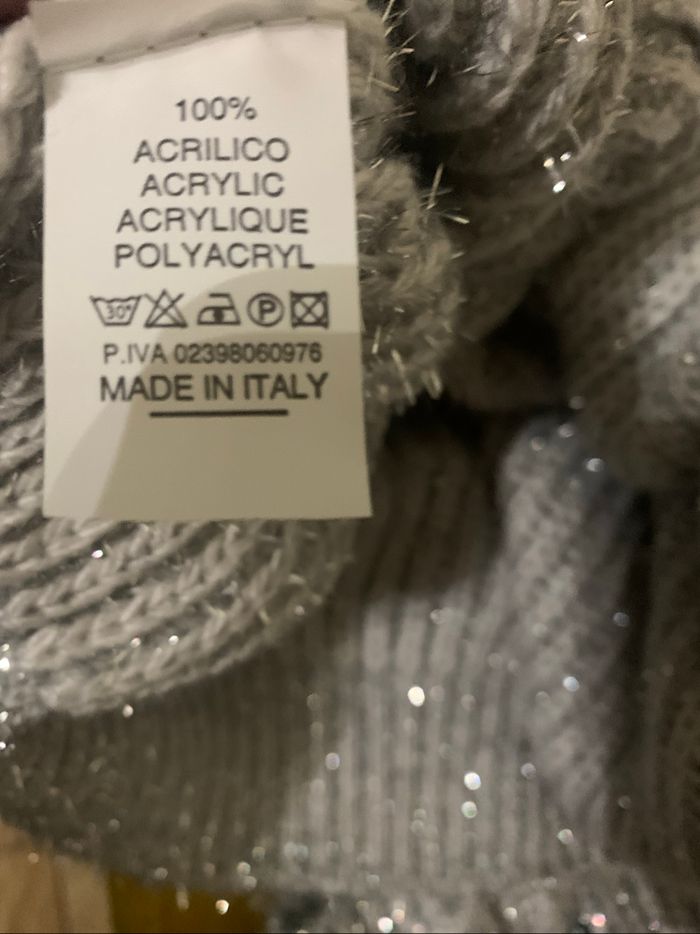 100%
ACRILICO
ACRYLIC
ACRYLIQUE
POLYACRYL
30° P
P.IVA 02398060976
MADE IN ITALY